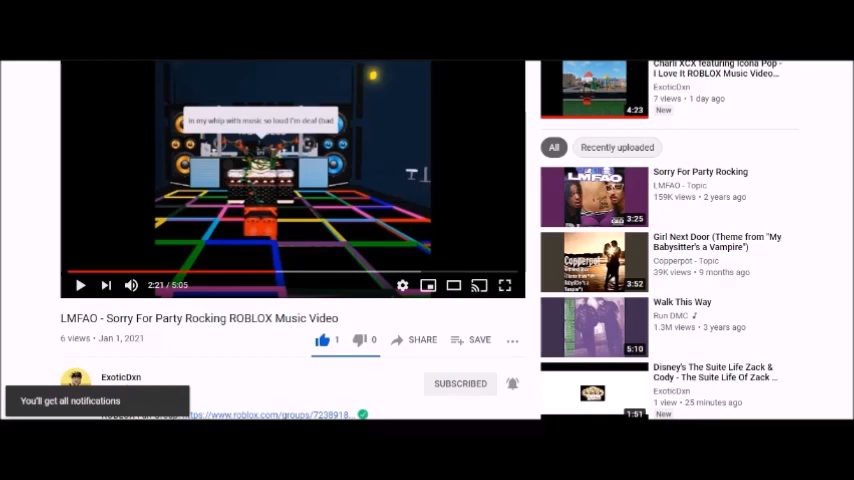 In my whip with music so loud I'm deaf (bad
2:21 / 5:05
LMFAO - Sorry For Party Rocking ROBLOX Music Video
6 views • Jan 1, 2021
1
0
SHARE
SAVE
ExoticDxn
SUBSCRIBED
You'll get all notifications
https://www.roblox.com/groups/7238918...
Charli XCX featuring Icona Pop -
I Love It ROBLOX Music Video...
ExoticDxn
7 views • 1 day ago
New
4:23
All
Recently uploaded
LMFAO
3:25
Sorry For Party Rocking
LMFAO - Topic
159K views • 2 years ago
Copperpot
3:52
Girl Next Door (Theme from "My
Babysitter's a Vampire")
Copperpot - Topic
39K views • 9 months ago
5:10
Walk This Way
Run DMC
1.3M views • 3 years ago
1:51
Disney's The Suite Life Zack &
Cody - The Suite Life Of Zack ...
ExoticDxn
1 view • 25 minutes ago
New